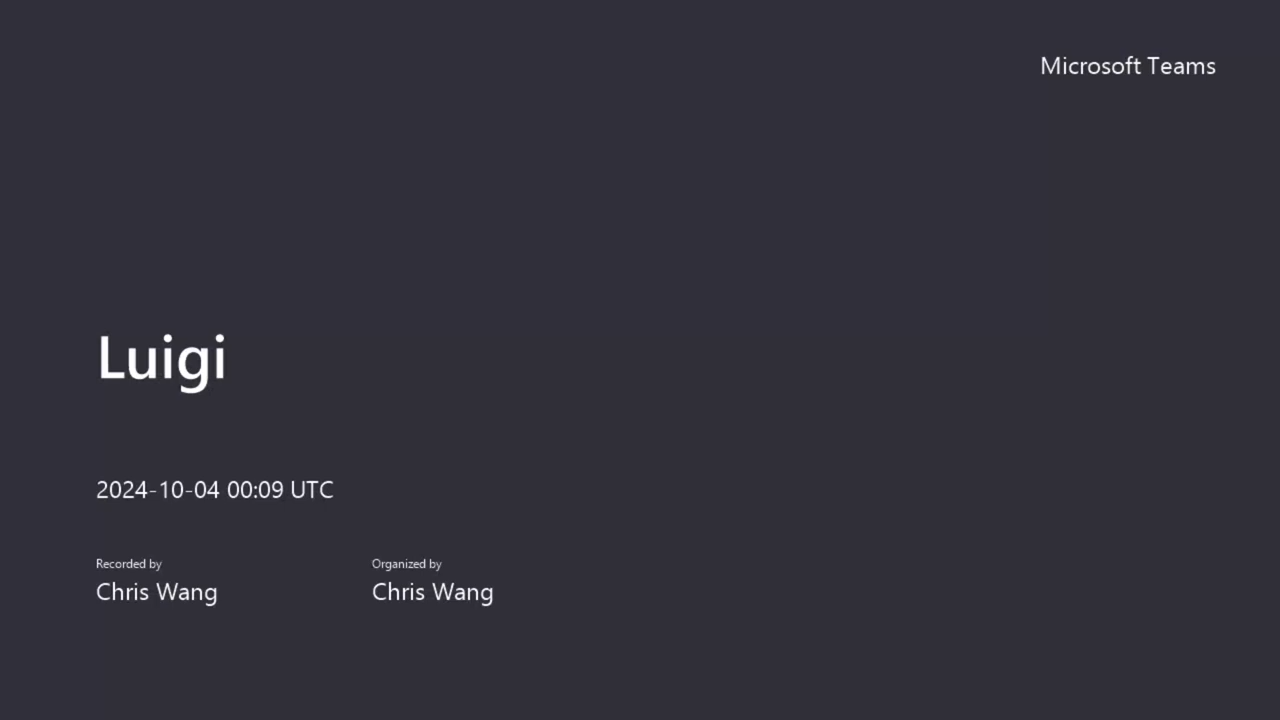 Microsoft Teams
Luigi
2024-10-04 00:09 UTC
Recorded by
Chris Wang
Organized by
Chris Wang